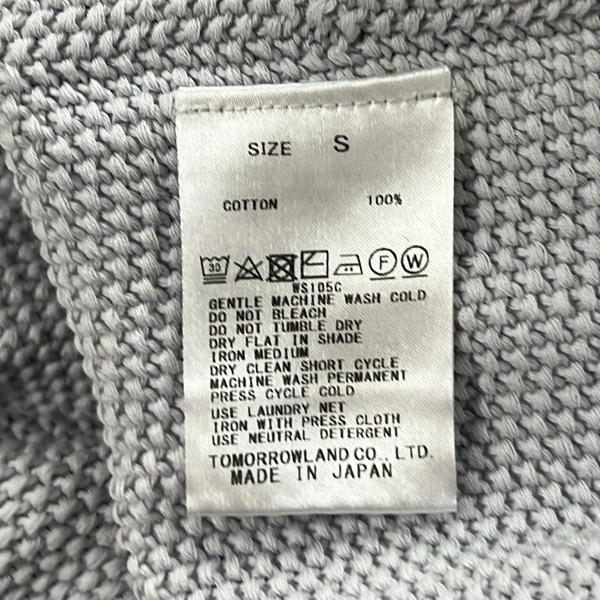 SIZE S
COTTON 100%
30 F W
WS105C
GENTLE MACHINE WASH COLD
DO NOT BLEACH
DO NOT TUMBLE DRY
DRY FLAT IN SHADE
IRON MEDIUM
DRY CLEAN SHORT CYCLE
MACHINE WASH PERMANENT
PRESS CYCLE COLD
USE LAUNDRY NET
IRON WITH PRESS CLOTH
USE NEUTRAL DETERGENT
TOMORROWLAND CO., LTD.
MADE IN JAPAN